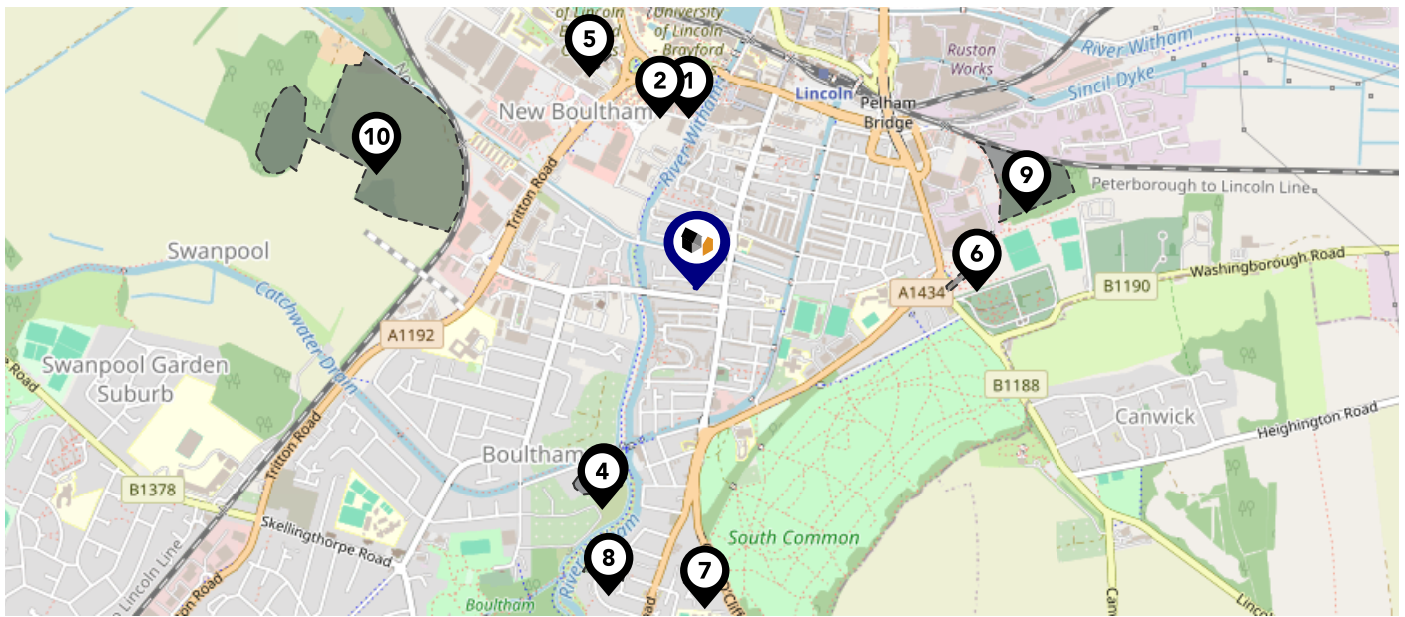 of Lincoln
University
of Lincoln
Brayford
5
2
1
New Boultham
River Witham
Lincoln
Pelham
Bridge
Ruston
Works
River Witham
Sincil Dyke
10
Tritton Road
9
Peterborough to Lincoln Line
Swanpool
6
Washingborough Road
A1434
B1190
Catchwater Drain
A1192
Swanpool Garden
Suburb
Road
B1188
Canwick
Heighington Road
Tritton Road
Boultham
4
B1378
Skellingthorpe Road
South Common
Lincoln Line
8
7
Boultham